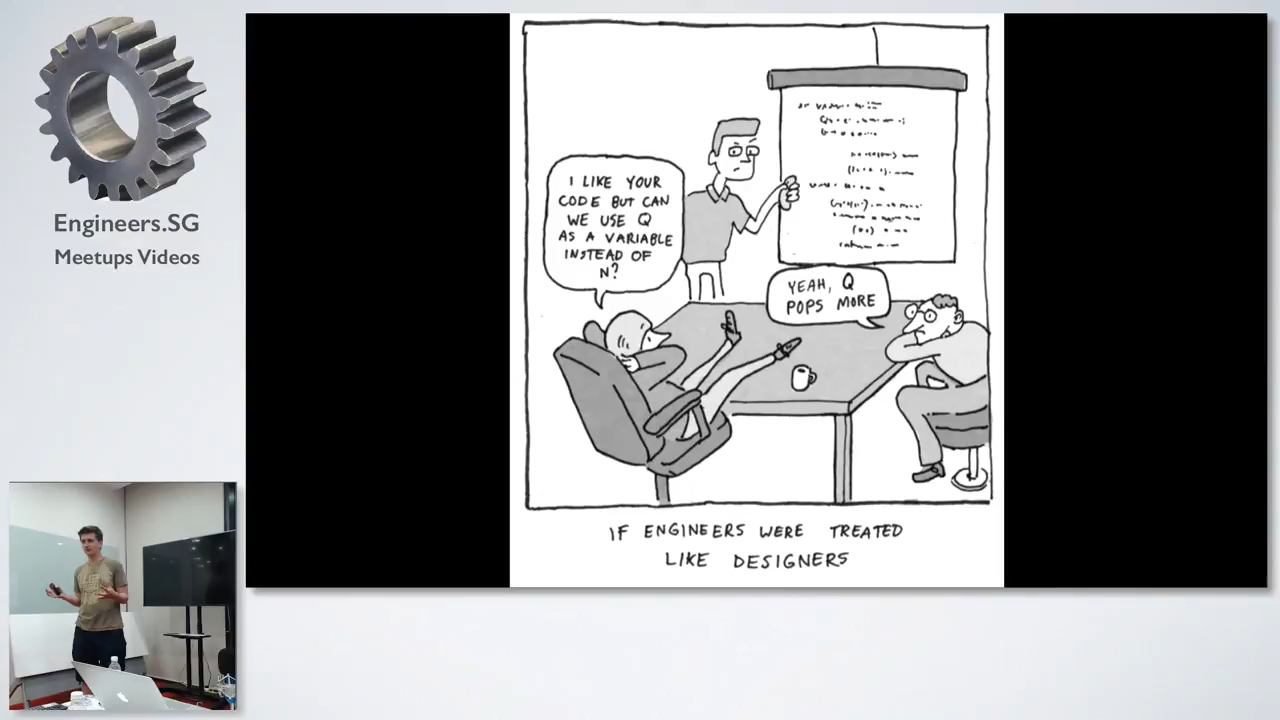 Engineers.SG
Meetups Videos
I LIKE YOUR
CODE BUT CAN
WE USE Q
AS A VARIABLE
INSTEAD OF
N?
YEAH, Q
POPS MORE
IF ENGINEERS WERE TREATED
LIKE DESIGNERS